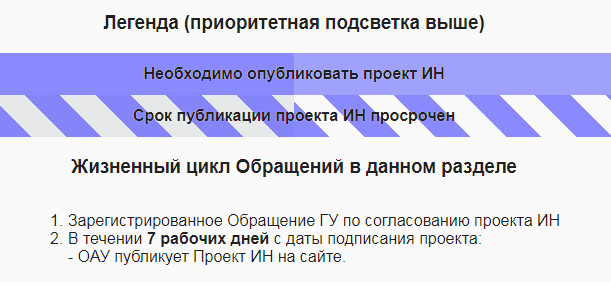 Легенда (приоритетная подсветка выше)
Необходимо опубликовать проект ИН
Срок публикации проекта ИН просрочен
Жизненный цикл Обращений в данном разделе
1. Зарегистрированное Обращение ГУ по согласованию проекта ИН
2. В течении 7 рабочих дней с даты подписания проекта:
- ОАУ публикует Проект ИН на сайте.